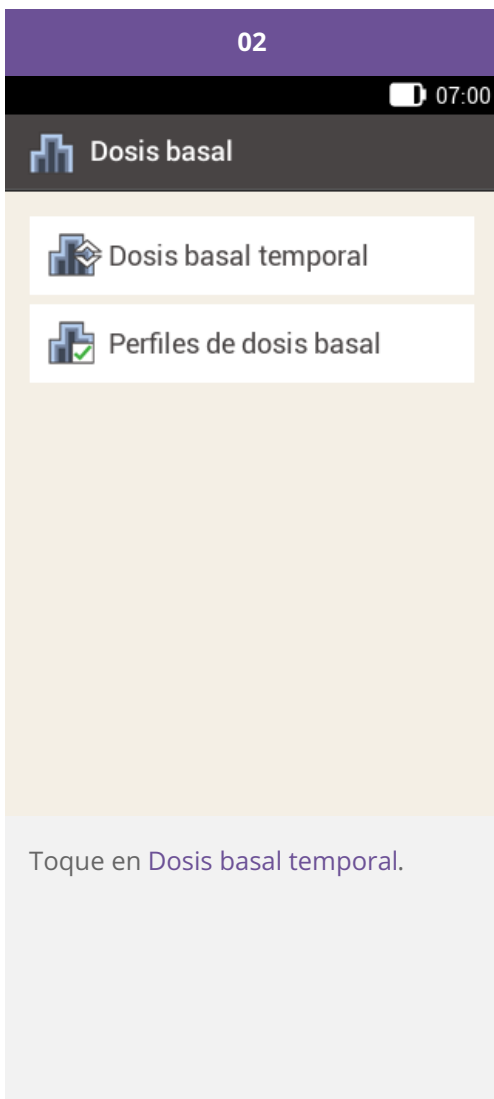 02
07:00
Dosis basal
Dosis basal temporal
Perfiles de dosis basal
Toque en Dosis basal temporal.